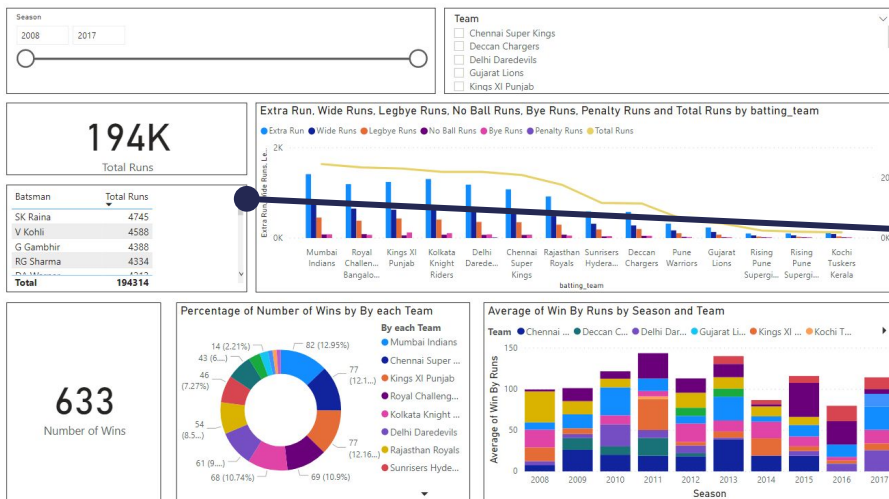 Season
2008 2017
Team
Chennai Super Kings
Deccan Chargers
Delhi Daredevils
Gujarat Lions
Kings XI Punjab
194K
Total Runs
Batsman Total Runs
SK Raina 4745
V Kohli 4588
G Gambhir 4388
RG Sharma 4334
Total 194314
Extra Run, Wide Runs, Legbye Runs, No Ball Runs, Bye Runs, Penalty Runs and Total Runs by batting_team
Extra Run Wide Runs Legbye Runs No Ball Runs Bye Runs Penalty Runs Total Runs
2K
0K
20
0K
Mumbai Indians
Royal Challen... Bangalo...
Kings XI Punjab
Kolkata Knight Riders
Delhi Darede...
Chennai Super Kings
Rajasthan Royals
Sunrisers Hydera...
Deccan Chargers
Pune Warriors
Gujarat Lions
Rising Pune Supergi...
Rising Pune Supergi...
Kochi Tuskers Kerala
batting_team
633
Number of Wins
Percentage of Number of Wins by By each Team
82 (12.95%)
77 (12.1...)
77 (12.16...)
69 (10.9%)
68 (10.74%)
61 (9....)
54 (8.5...)
46 (7.27%)
43 (6....)
14 (2.21%)
By each Team
Mumbai Indians
Chennai Super ...
Kings XI Punjab
Royal Challeng...
Kolkata Knight ...
Delhi Daredevils
Rajasthan Royals
Sunrisers Hyde...
Average of Win By Runs by Season and Team
Team Chennai ... Deccan C... Delhi Dar... Gujarat Li... Kings XI ... Kochi T...
Average of Win By Runs
150
100
50
0
2008 2009 2010 2011 2012 2013 2014 2015 2016 2017
Season